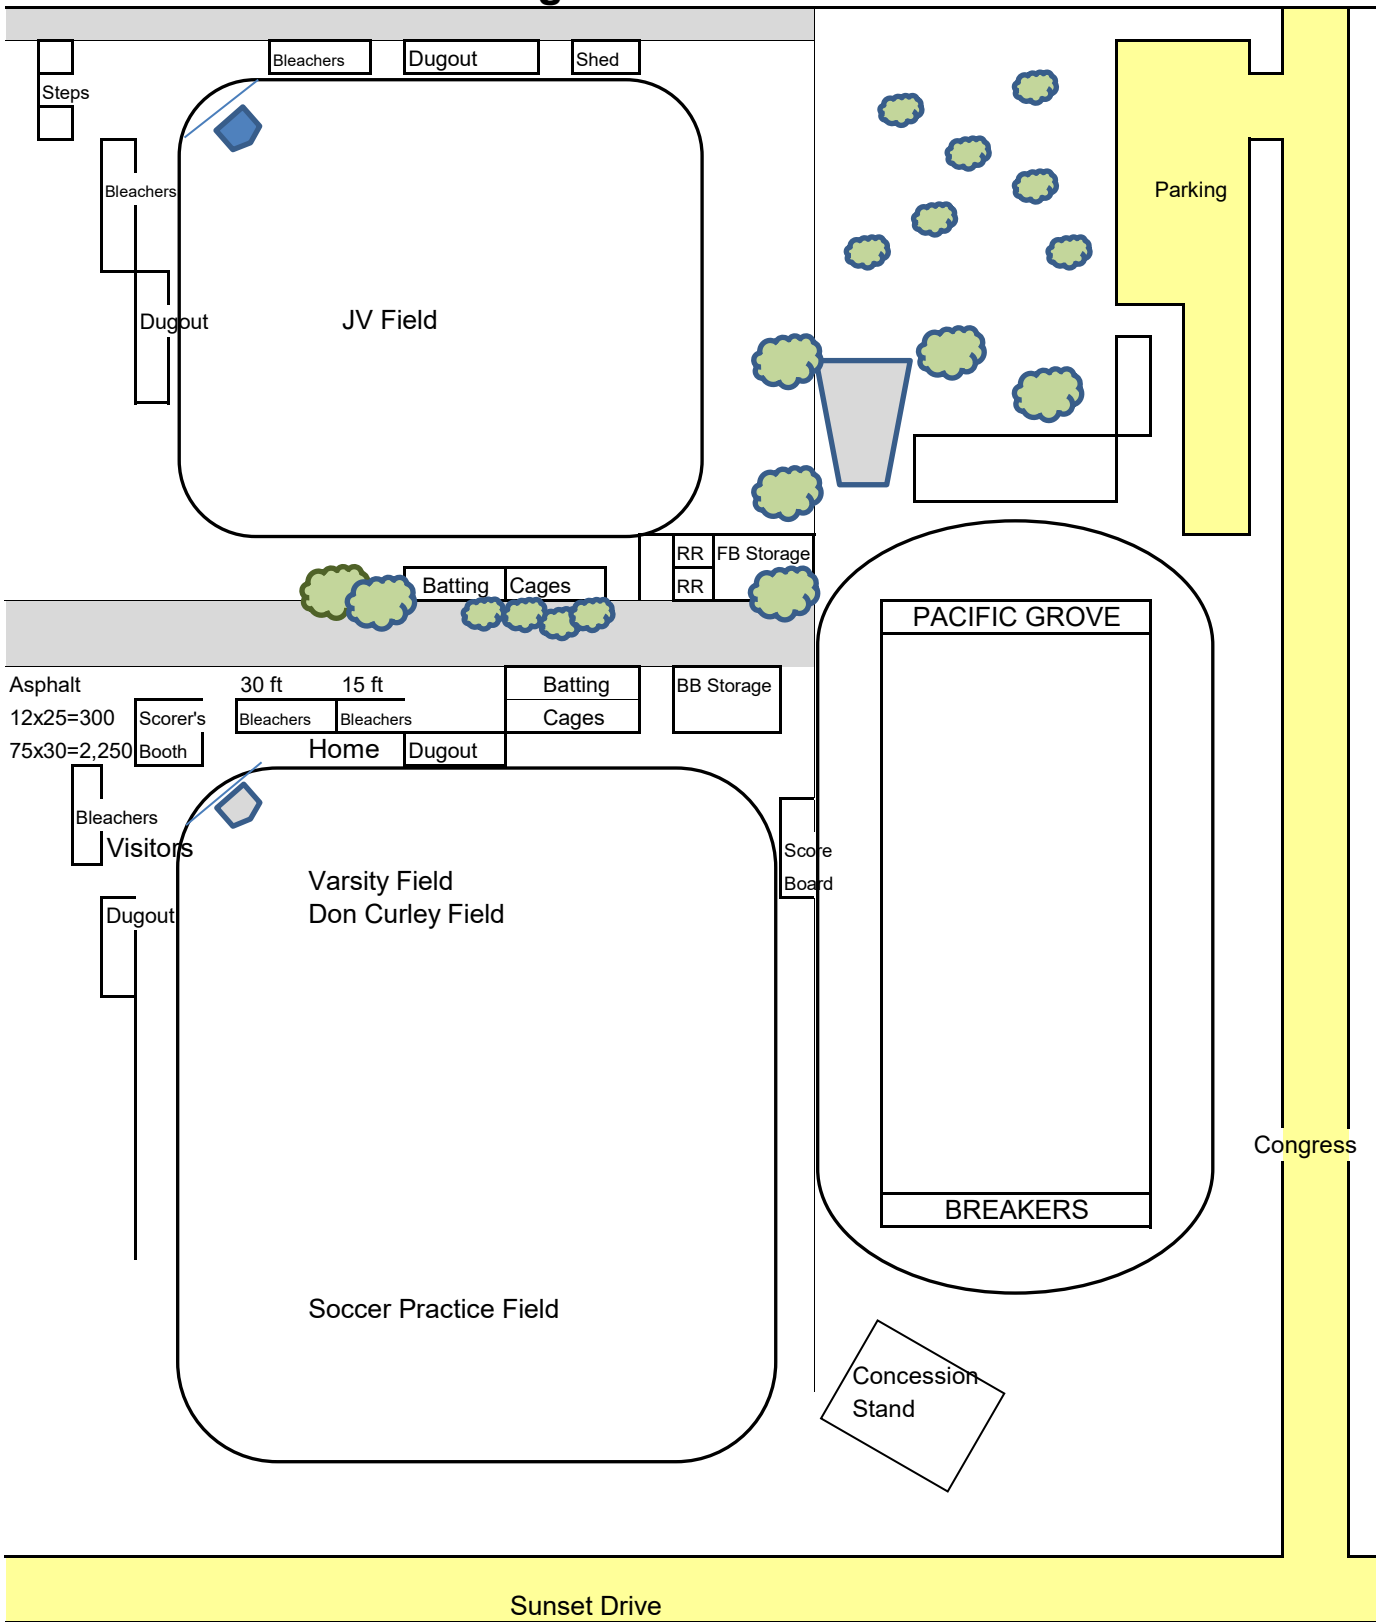 Bleachers
Dugout
Shed
Steps
Bleachers
Dugout
JV Field
Parking
RR
FB Storage
RR
Batting
Cages
PACIFIC GROVE
Asphalt
30 ft
15 ft
Batting
BB Storage
12x25=300
Scorer's
Bleachers
Bleachers
Cages
75x30=2,250
Booth
Home
Dugout
Bleachers
Visitors
Score
Board
Varsity Field
Don Curley Field
Dugout
Congress
BREAKERS
Soccer Practice Field
Concession
Stand
Sunset Drive